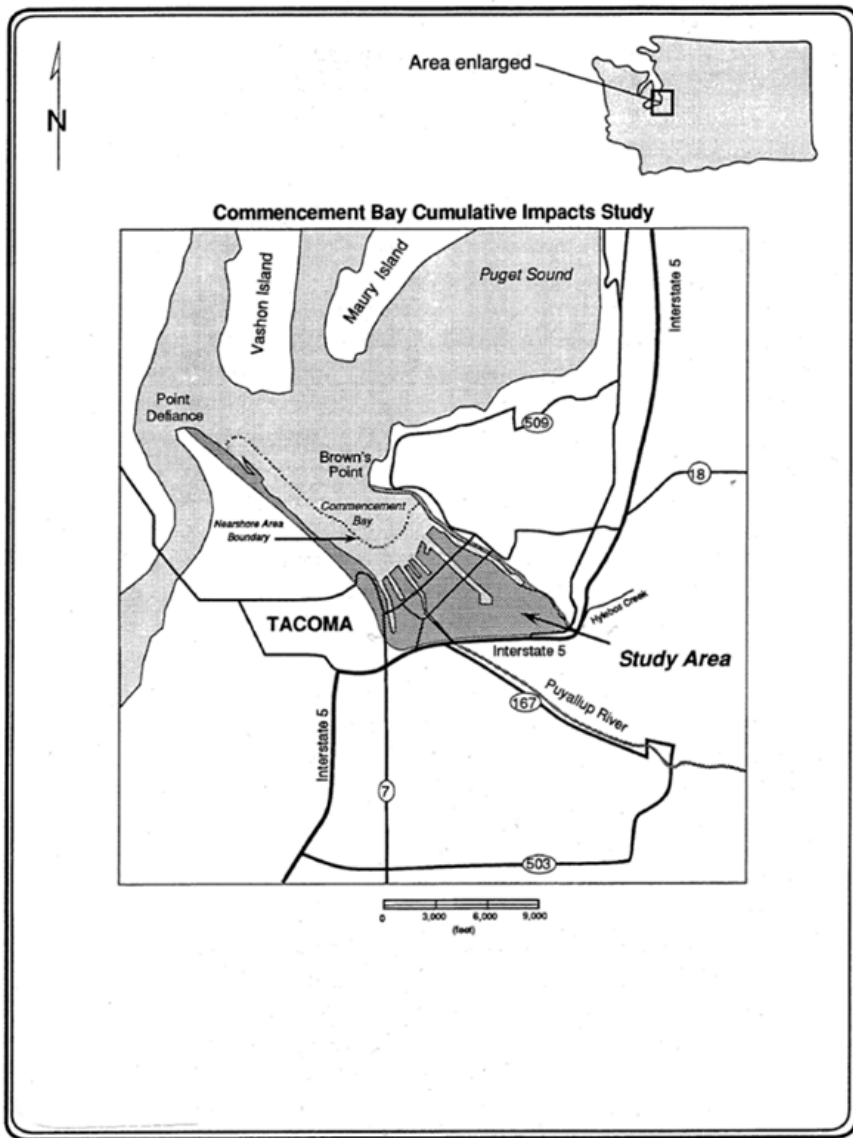 Area enlarged
N
Commencement Bay Cumulative Impacts Study
Vashon Island
Maury Island
Puget Sound
Interstate 5
Point
Defiance
509
Brown's
Point
18
Commencement
Bay
Nearshore Area
Boundary
TACOMA
Hylebos Creek
Interstate 5
Study Area
Puyallup River
167
Interstate 5
7
503
0 3,000 6,000 9,000
(feet)